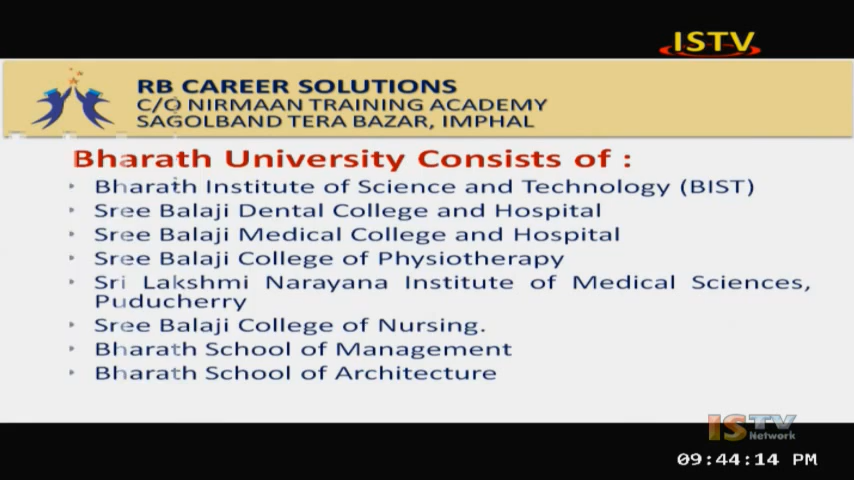 ISTV
RB CAREER SOLUTIONS
C/O NIRMAAN TRAINING ACADEMY
SAGOLBAND TERA BAZAR, IMPHAL
Bharath University Consists of :
Bharath Institute of Science and Technology (BIST)
Sree Balaji Dental College and Hospital
Sree Balaji Medical College and Hospital
Sree Balaji College of Physiotherapy
Sri Lakshmi Narayana Institute of Medical Sciences,
Puducherry
Sree Balaji College of Nursing.
Bharath School of Management
Bharath School of Architecture
ISTV
Network
09:44:14 PM